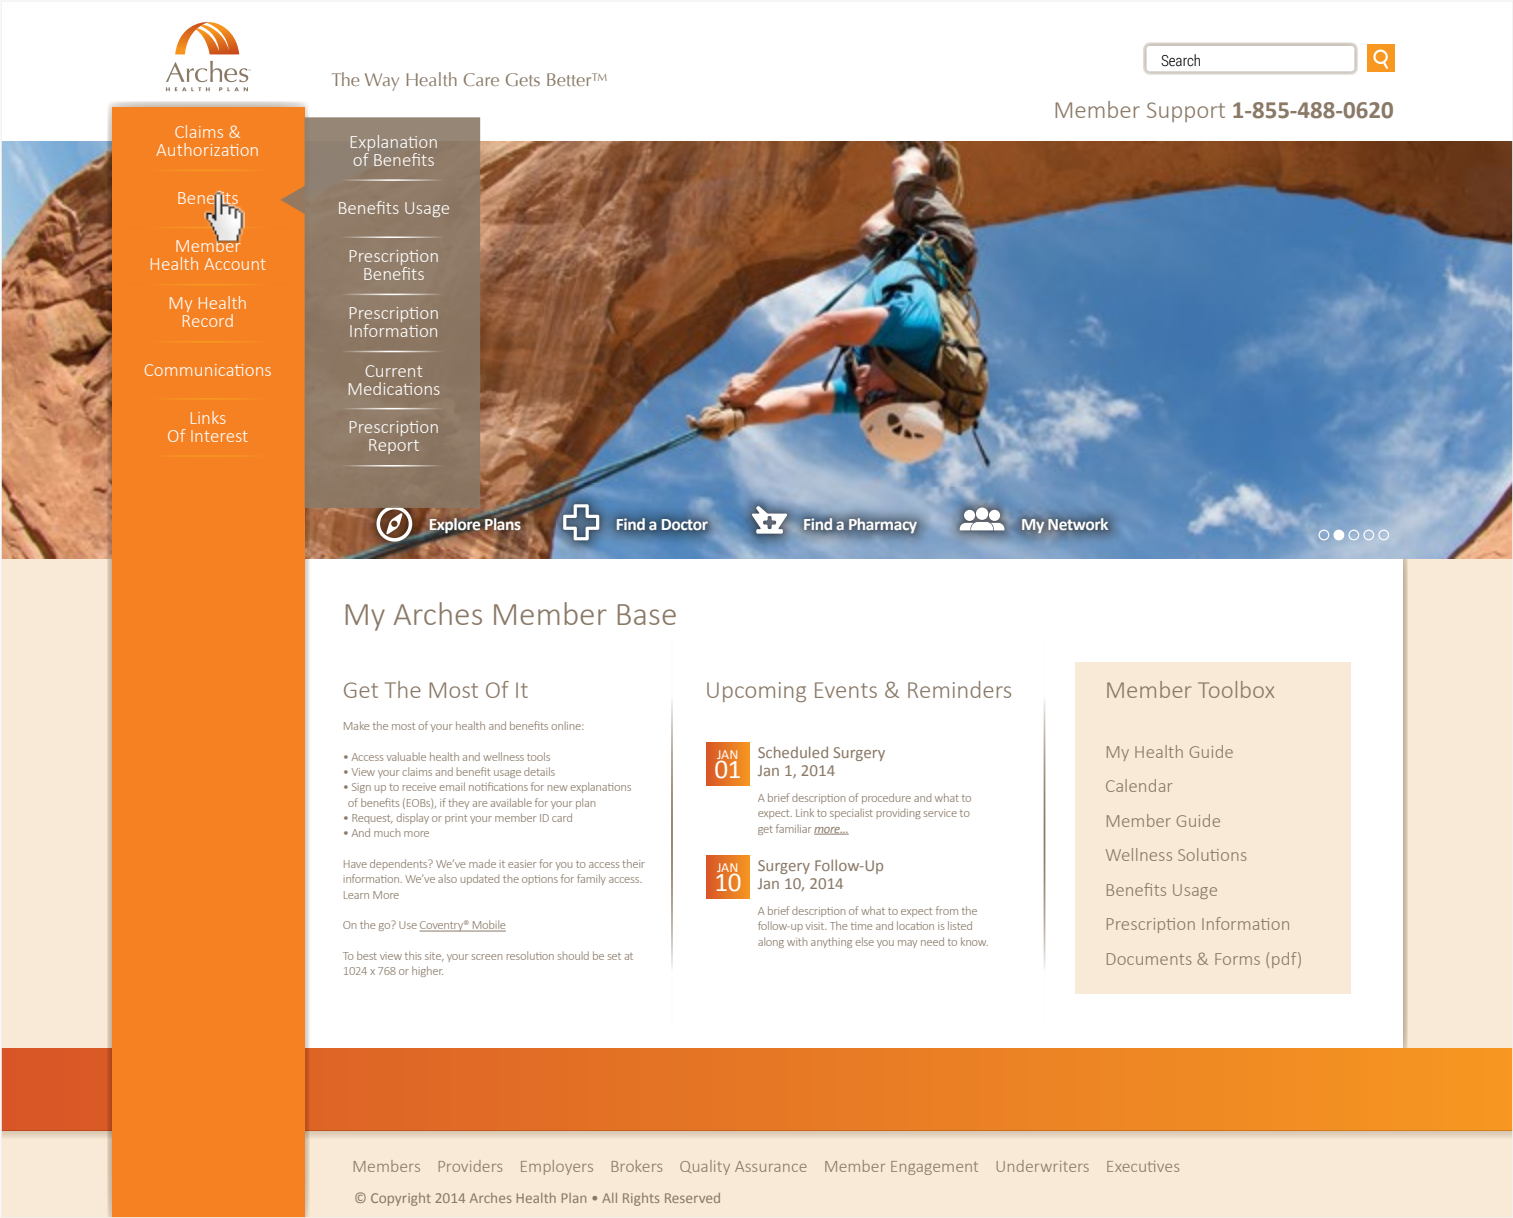 Arches
HEALTH PLAN
The Way Health Care Gets Better™
Search
Member Support 1-855-488-0620
Claims &
Authorization
Benefits
Member
Health Account
My Health
Record
Communications
Links
Of Interest
Explanation
of Benefits
Benefits Usage
Prescription
Benefits
Prescription
Information
Current
Medications
Prescription
Report
Explore Plans
Find a Doctor
Find a Pharmacy
My Network
My Arches Member Base
Get The Most Of It
Make the most of your health and benefits online:
• Access valuable health and wellness tools
• View your claims and benefit usage details
• Sign up to receive email notifications for new explanations
of benefits (EOBs), if they are available for your plan
• Request, display or print your member ID card
• And much more
Have dependents? We've made it easier for you to access their
information. We've also updated the options for family access.
Learn More
On the go? Use Coventry® Mobile
To best view this site, your screen resolution should be set at
1024 x 768 or higher.
Upcoming Events & Reminders
JAN
01
Scheduled Surgery
Jan 1, 2014
A brief description of procedure and what to
expect. Link to specialist providing service to
get familiar more...
JAN
10
Surgery Follow-Up
Jan 10, 2014
A brief description of what to expect from the
follow-up visit. The time and location is listed
along with anything else you may need to know.
Member Toolbox
My Health Guide
Calendar
Member Guide
Wellness Solutions
Benefits Usage
Prescription Information
Documents & Forms (pdf)
Members Providers Employers Brokers Quality Assurance Member Engagement Underwriters Executives
© Copyright 2014 Arches Health Plan • All Rights Reserved